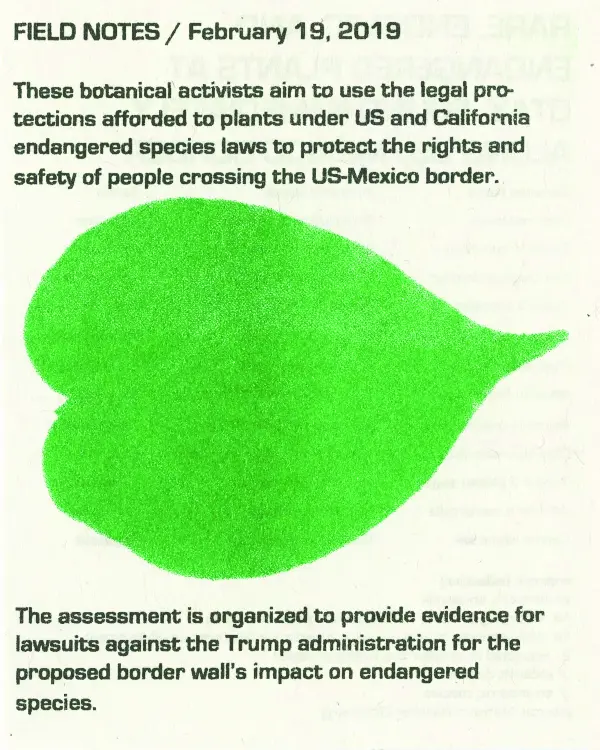 FIELD NOTES / February 19, 2019
These botanical activists aim to use the legal pro-
tections afforded to plants under US and California
endangered species laws to protect the rights and
safety of people crossing the US-Mexico border.
The assessment is organized to provide evidence for
lawsuits against the Trump administration for the
proposed border wall's impact on endangered
species.